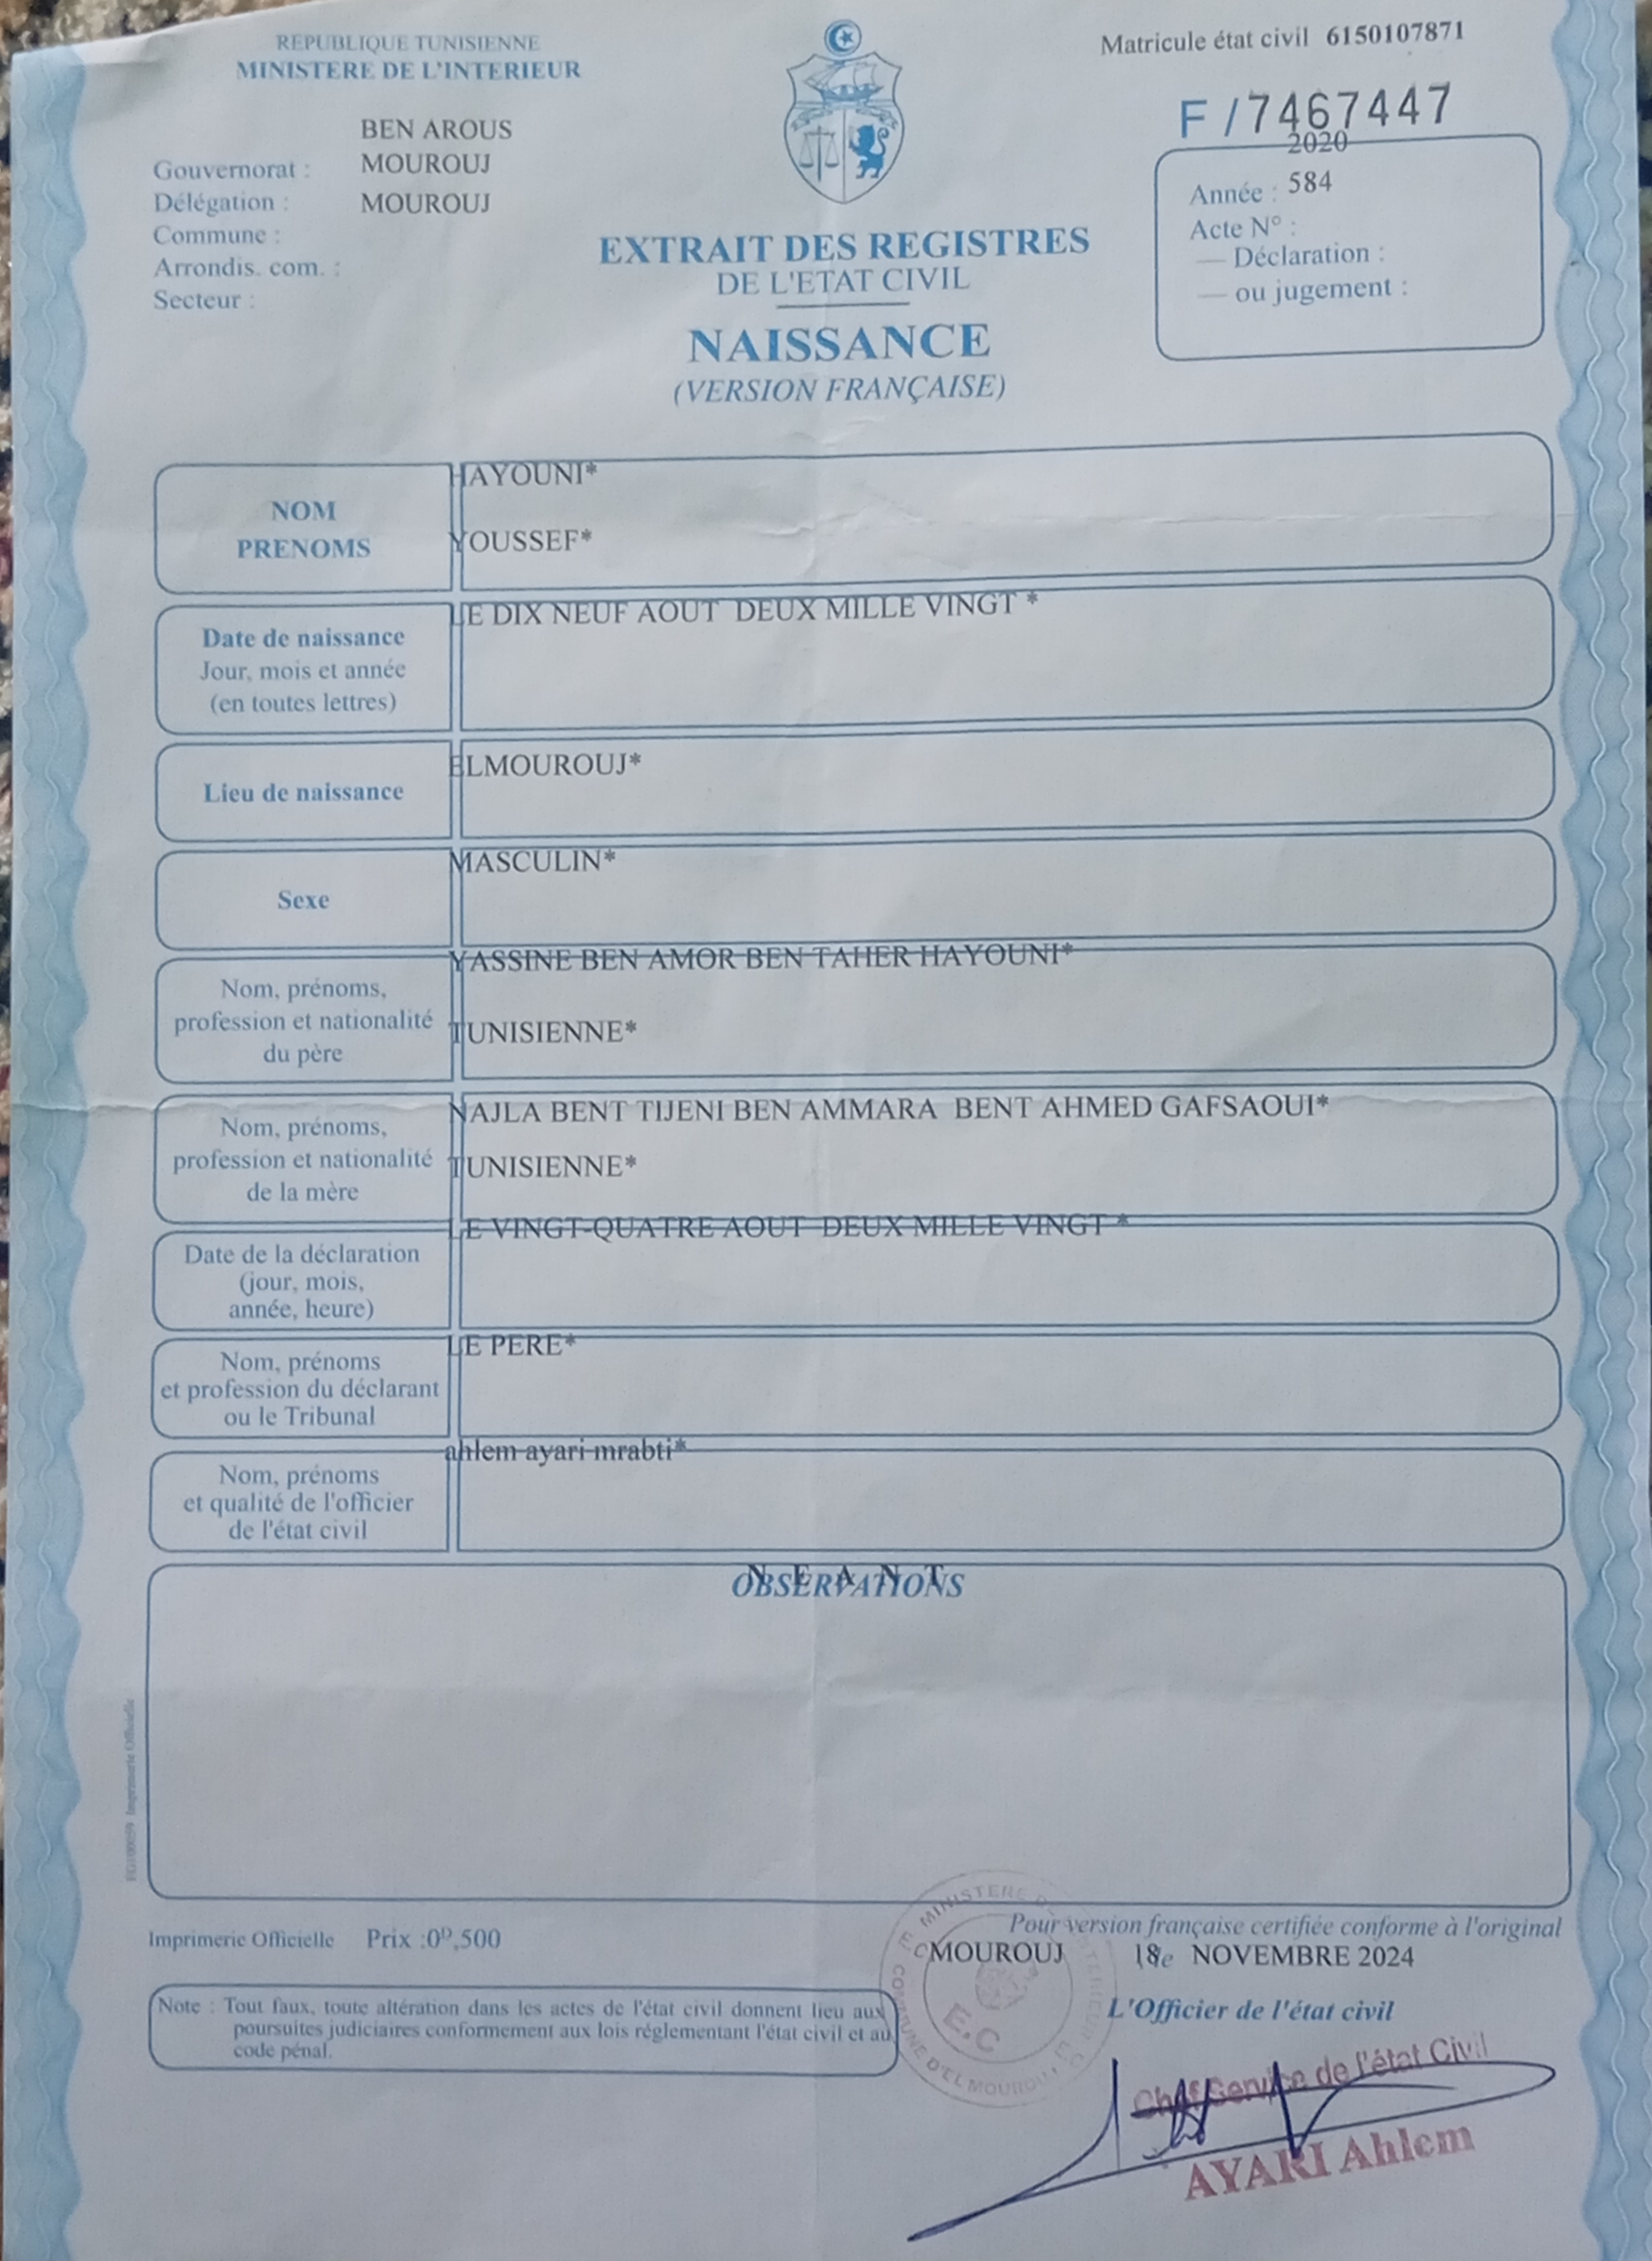 REPUBLIQUE TUNISIENNE
MINISTERE DE L'INTERIEUR
Matricule état civil 6150107871
F / 7467447
BEN AROUS
Gouvernorat : MOUROUJ
Délégation : MOUROUJ
Commune :
Arrondis. com. :
Secteur :
2020
Année : 584
Acte N° :
— Déclaration :
— ou jugement :
EXTRAIT DES REGISTRES
DE L'ETAT CIVIL
NAISSANCE
(VERSION FRANÇAISE)
NOM
PRENOMS
HAYOUNI*
YOUSSEF*
Date de naissance
Jour, mois et année
(en toutes lettres)
LE DIX NEUF AOUT DEUX MILLE VINGT *
Lieu de naissance
ELMOUROUJ*
Sexe
MASCULIN*
Nom, prénoms,
profession et nationalité
du père
YASSINE BEN AMOR BEN TAHER HAYOUNI*
TUNISIENNE*
Nom, prénoms,
profession et nationalité
de la mère
NAJLA BENT TIJENI BEN AMMARA BENT AHMED GAFSAOUI*
TUNISIENNE*
Date de la déclaration
(jour, mois,
année, heure)
LE VINGT-QUATRE AOUT DEUX MILLE VINGT *
Nom, prénoms
et profession du déclarant
ou le Tribunal
LE PERE*
Nom, prénoms
et qualité de l'officier
de l'état civil
ahlem ayari mrabti*
N E A N T
OBSERVATIONS
Imprimerie Officielle
Imprimerie Officielle Prix :0D,500
Pour version française certifiée conforme à l'original
MOUROUJ 18 NOVEMBRE 2024
L'Officier de l'état civil
Note : Tout faux, toute altération dans les actes de l'état civil donnent lieu aux
poursuites judiciaires conformement aux lois réglementant l'état civil et au
code pénal.
MINISTERE
COMMUNE D'EL MOUROUJ
E.C
Chef Service de l'état Civil
AYARI Ahlem